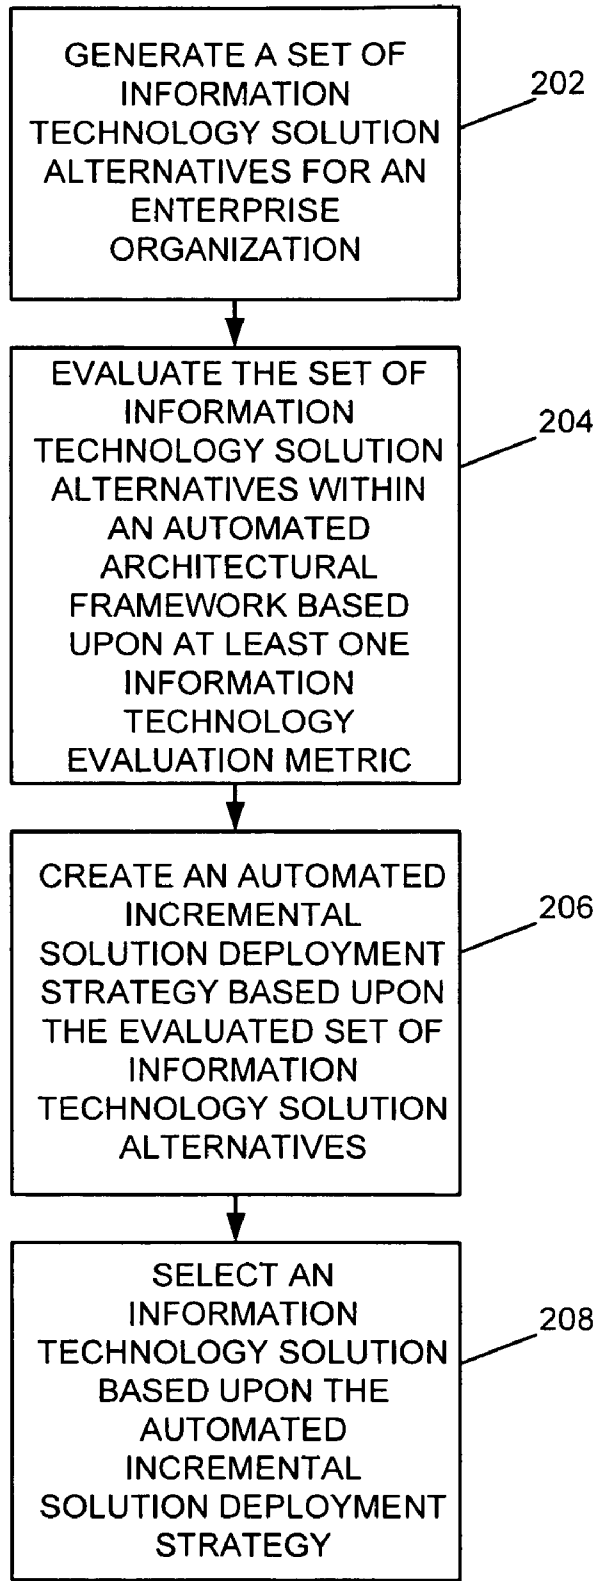 GENERATE A SET OF
INFORMATION
TECHNOLOGY SOLUTION
ALTERNATIVES FOR AN
ENTERPRISE
ORGANIZATION
202
EVALUATE THE SET OF
INFORMATION
TECHNOLOGY SOLUTION
ALTERNATIVES WITHIN
AN AUTOMATED
ARCHITECTURAL
FRAMEWORK BASED
UPON AT LEAST ONE
INFORMATION
TECHNOLOGY
EVALUATION METRIC
204
CREATE AN AUTOMATED
INCREMENTAL
SOLUTION DEPLOYMENT
STRATEGY BASED UPON
THE EVALUATED SET OF
INFORMATION
TECHNOLOGY SOLUTION
ALTERNATIVES
206
SELECT AN
INFORMATION
TECHNOLOGY SOLUTION
BASED UPON THE
AUTOMATED
INCREMENTAL
SOLUTION DEPLOYMENT
STRATEGY
208